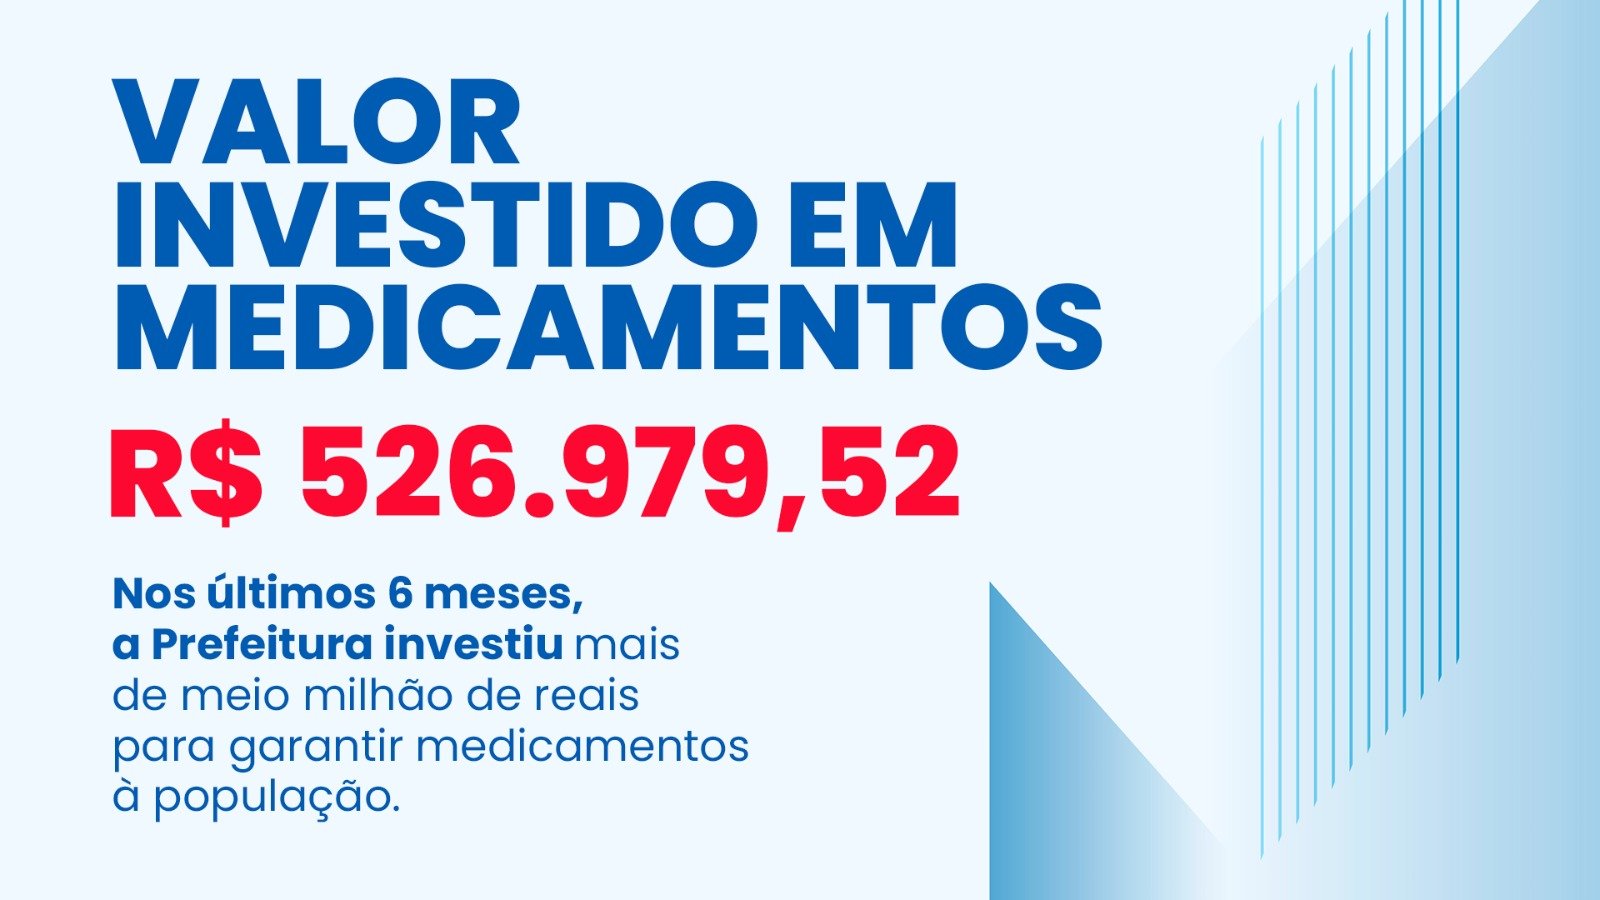 VALOR
INVESTIDO EM
MEDICAMENTOS
R$ 526.979,52
Nos últimos 6 meses,
a Prefeitura investiu mais
de meio milhão de reais
para garantir medicamentos
à população.